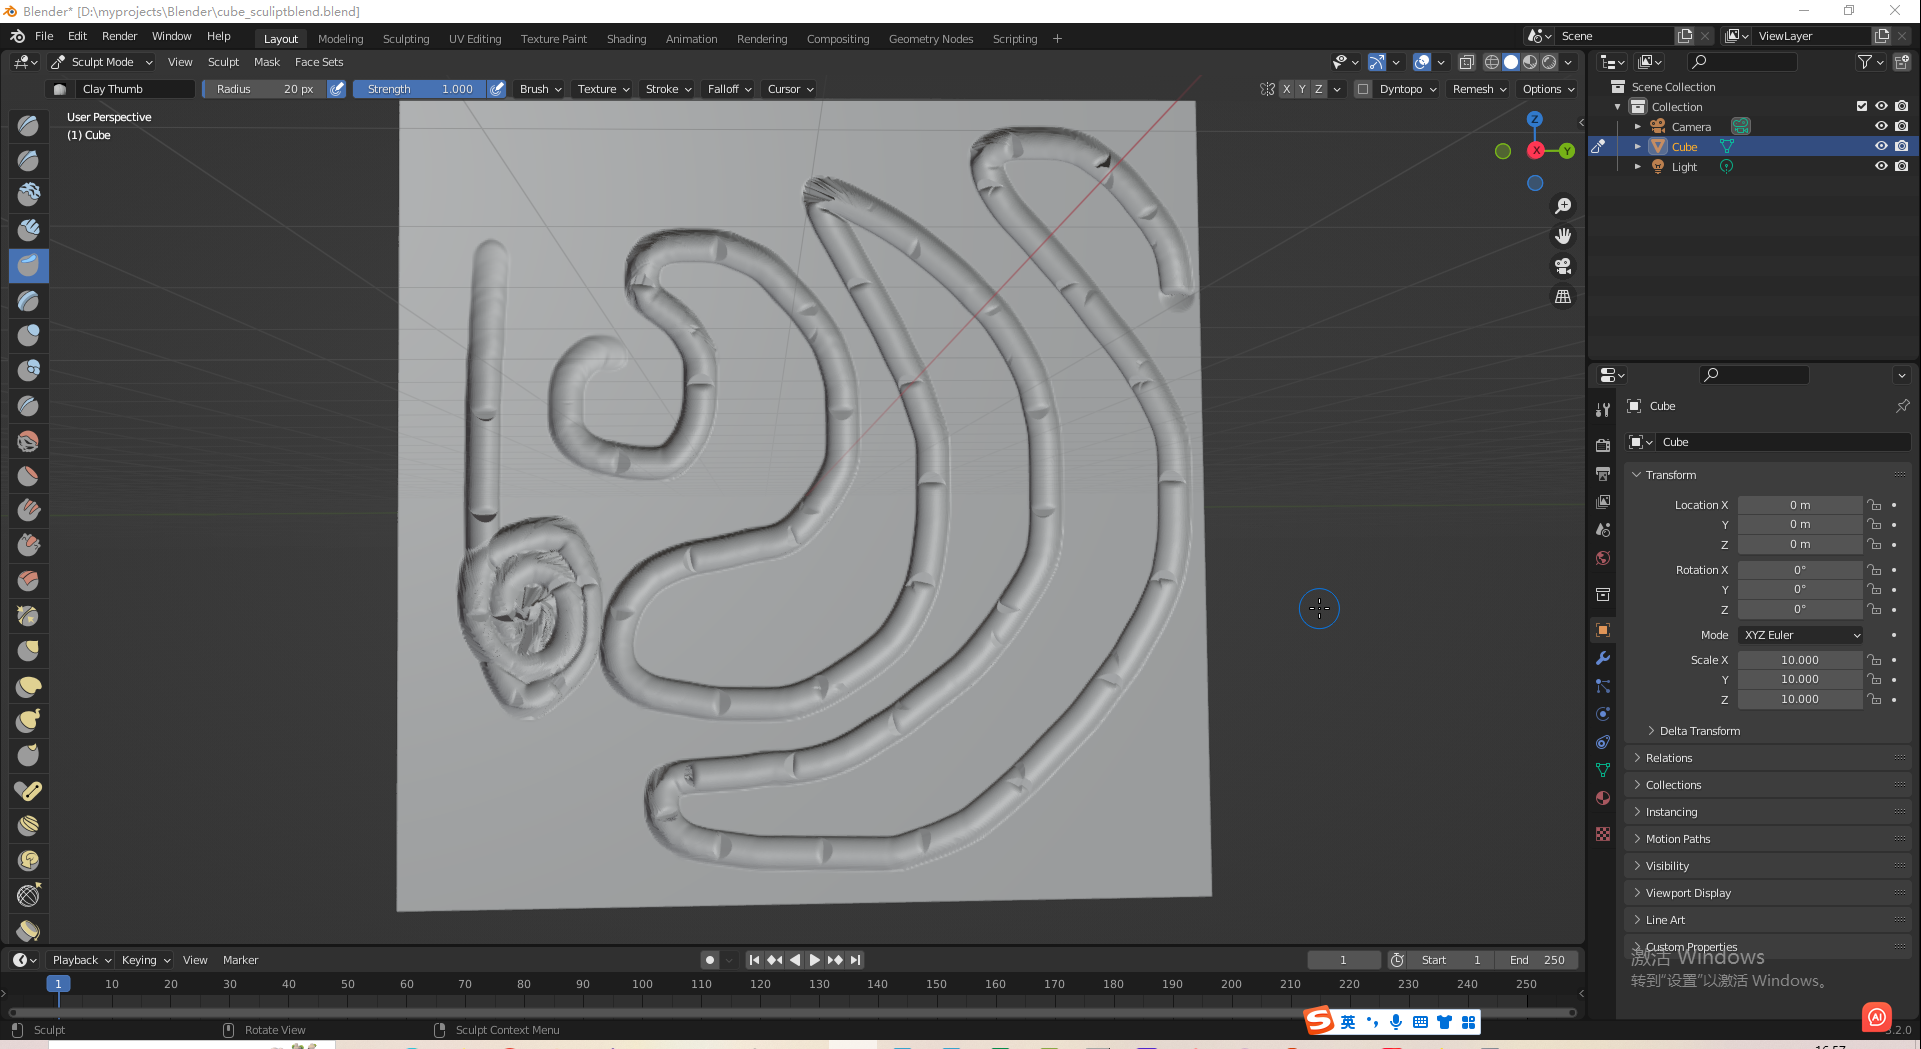 Blender* [D:\myprojects\Blender\cube_sculiptblend.blend]
File Edit Render Window Help Layout Modeling Sculpting UV Editing Texture Paint Shading Animation Rendering Compositing Geometry Nodes Scripting + Scene ViewLayer
Sculpt Mode View Sculpt Mask Face Sets
Clay Thumb Radius 20 px Strength 1.000 Brush Texture Stroke Falloff Cursor X Y Z Dyntopo Remesh Options
User Perspective
(1) Cube
Z
X
Y
Scene Collection
Collection
Camera
Cube
Light
Cube
Cube
Transform
Location X 0 m
Y 0 m
Z 0 m
Rotation X 0°
Y 0°
Z 0°
Mode XYZ Euler
Scale X 10.000
Y 10.000
Z 10.000
Delta Transform
Relations
Collections
Instancing
Motion Paths
Visibility
Viewport Display
Line Art
Custom Properties
激活 Windows
转到“设置”以激活 Windows。
Playback Keying View Marker 1 Start 1 End 250
1 10 20 30 40 50 60 70 80 90 100 110 120 130 140 150 160 170 180 190 200 210 220 230 240 250
Sculpt Rotate View Sculpt Context Menu
英
AI
3.2.0